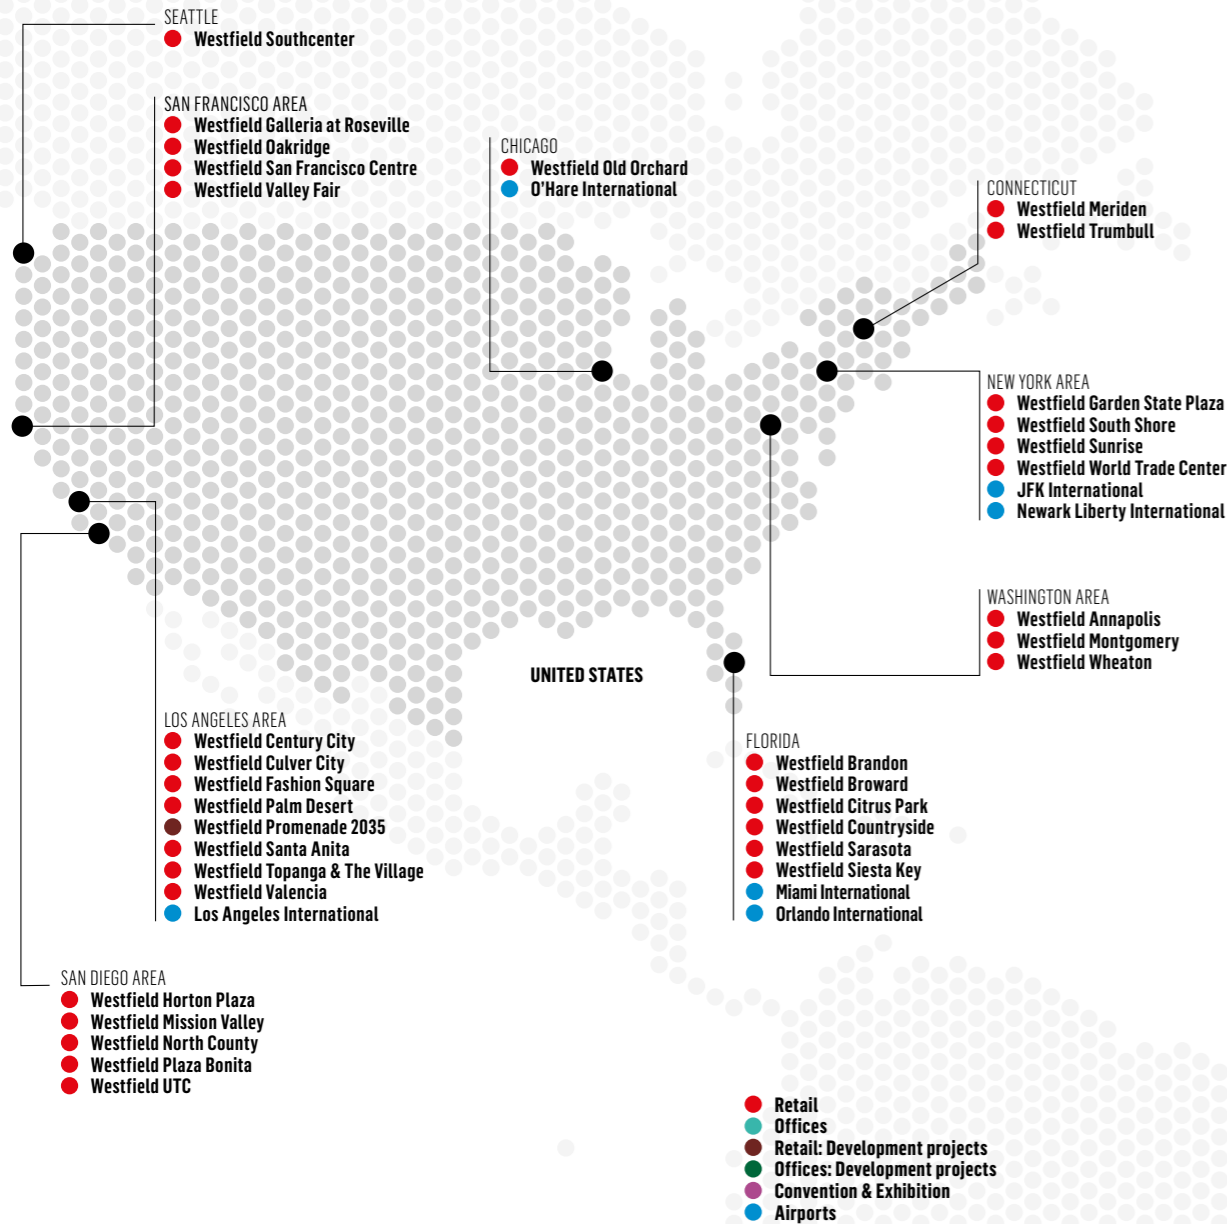 SEATTLE
Westfield Southcenter
SAN FRANCISCO AREA
Westfield Galleria at Roseville
Westfield Oakridge
Westfield San Francisco Centre
Westfield Valley Fair
CHICAGO
Westfield Old Orchard
O'Hare International
CONNECTICUT
Westfield Meriden
Westfield Trumbull
NEW YORK AREA
Westfield Garden State Plaza
Westfield South Shore
Westfield Sunrise
Westfield World Trade Center
JFK International
Newark Liberty International
WASHINGTON AREA
Westfield Annapolis
Westfield Montgomery
Westfield Wheaton
UNITED STATES
LOS ANGELES AREA
Westfield Century City
Westfield Culver City
Westfield Fashion Square
Westfield Palm Desert
Westfield Promenade 2035
Westfield Santa Anita
Westfield Topanga & The Village
Westfield Valencia
Los Angeles International
FLORIDA
Westfield Brandon
Westfield Broward
Westfield Citrus Park
Westfield Countryside
Westfield Sarasota
Westfield Siesta Key
Miami International
Orlando International
SAN DIEGO AREA
Westfield Horton Plaza
Westfield Mission Valley
Westfield North County
Westfield Plaza Bonita
Westfield UTC
Retail
Offices
Retail: Development projects
Offices: Development projects
Convention & Exhibition
Airports